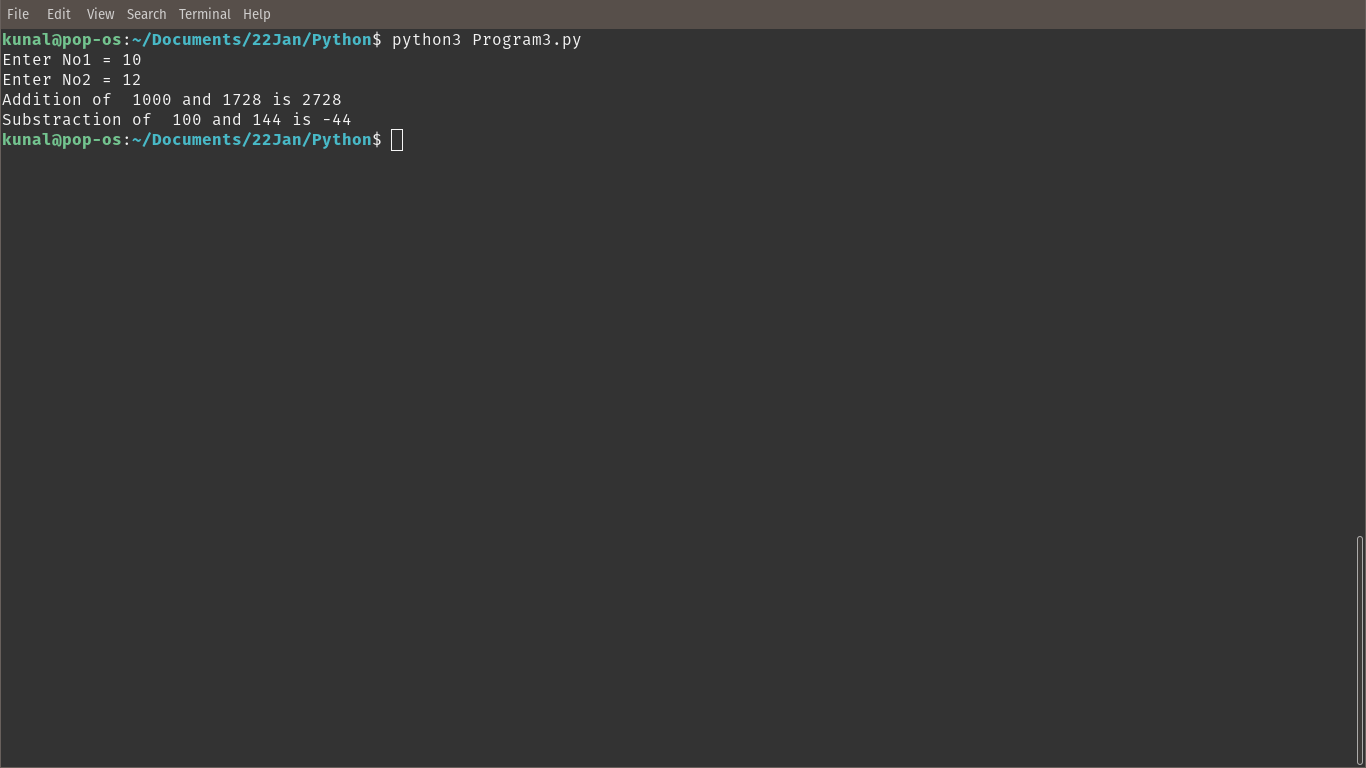 File Edit View Search Terminal Help
kunal@pop-os:~/Documents/22Jan/Python$ python3 Program3.py
Enter No1 = 10
Enter No2 = 12
Addition of  1000 and 1728 is 2728
Substraction of  100 and 144 is -44
kunal@pop-os:~/Documents/22Jan/Python$